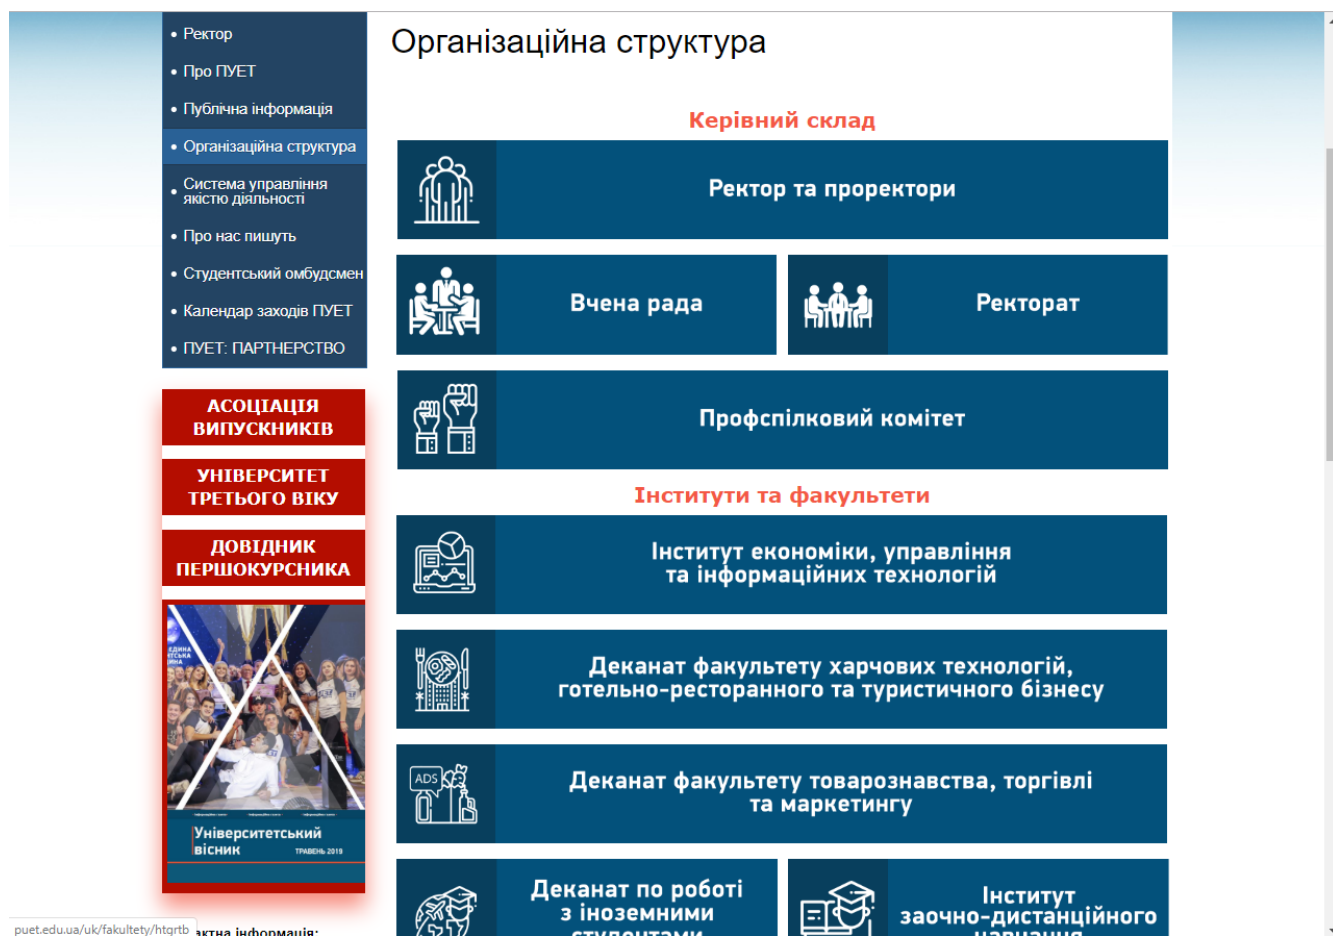 Ректор
Про ПУЕТ
Публічна інформація
Організаційна структура
Система управління
якістю діяльності
Про нас пишуть
Студентський омбудсмен
Календар заходів ПУЕТ
ПУЕТ: ПАРТНЕРСТВО
АСОЦІАЦІЯ
ВИПУСКНИКІВ
УНІВЕРСИТЕТ
ТРЕТЬОГО ВІКУ
ДОВІДНИК
ПЕРШОКУРСНИКА
Університетський
вісник
ТРАВЕНЬ 2019
актна інформація:
Організаційна структура
Керівний склад
Ректор та проректори
Вчена рада
Ректорат
Профспілковий комітет
Інститути та факультети
Інститут економіки, управління
та інформаційних технологій
Деканат факультету харчових технологій,
готельно-ресторанного та туристичного бізнесу
ADS
Деканат факультету товарознавства, торгівлі
та маркетингу
Деканат по роботі
з іноземними
студентами
Інститут
заочно-дистанційного
навчання
puet.edu.ua/uk/fakultety/htgrtb